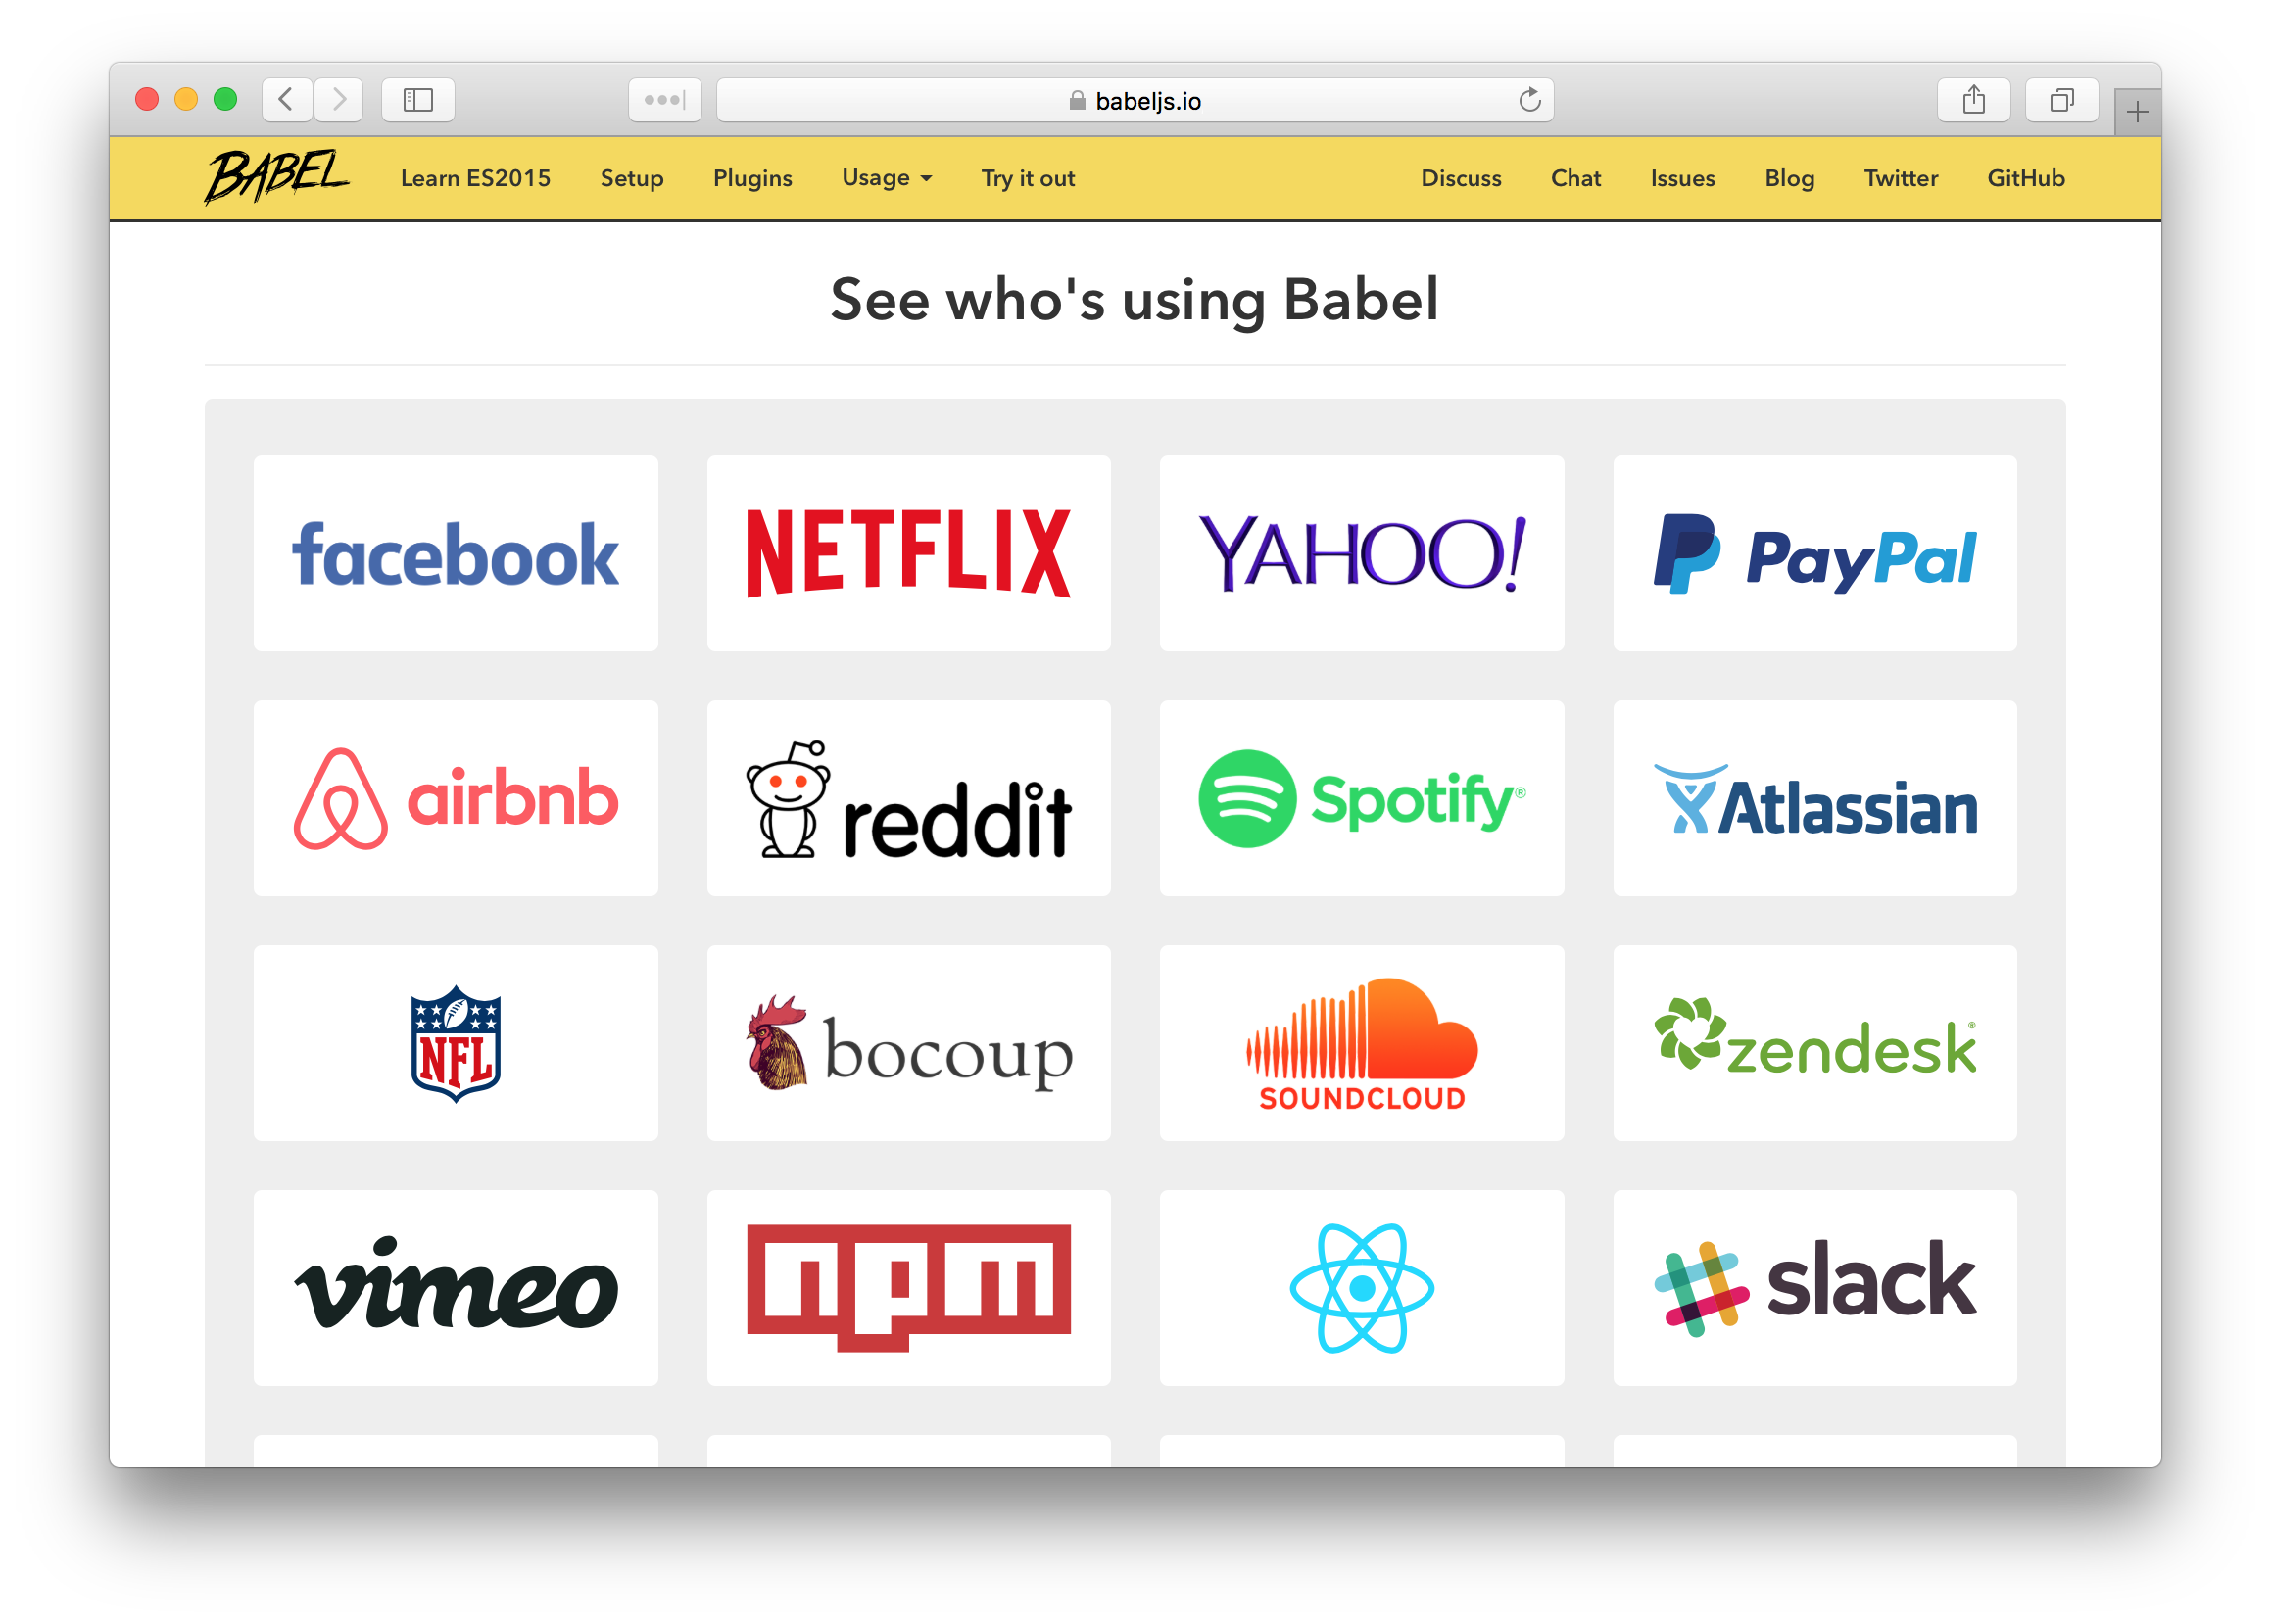 babeljs.io
BABEL Learn ES2015 Setup Plugins Usage Try it out Discuss Chat Issues Blog Twitter GitHub
See who's using Babel
facebook NETFLIX YAHOO! PayPal
airbnb reddit Spotify® Atlassian
NFL bocoup SOUNDCLOUD zendesk®
vimeo npm slack